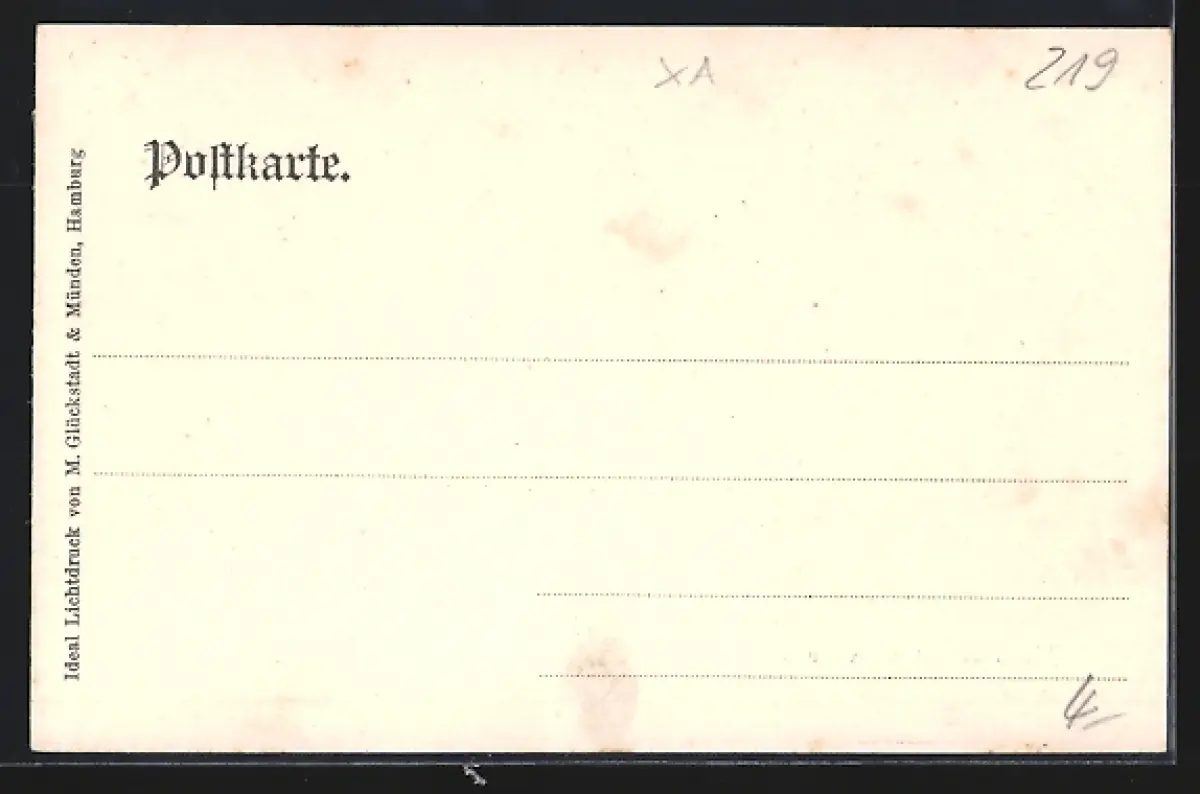 XA
219
Postkarte.
Ideal Lichtdruck von M. Glückstadt & Münden, Hamburg
4-